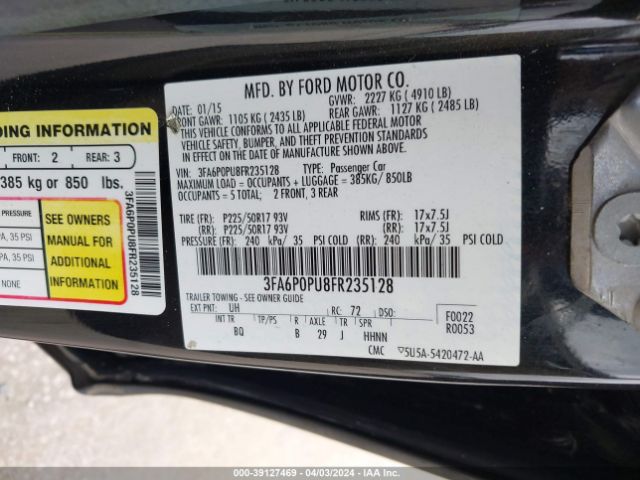 MFD. BY FORD MOTOR CO.
DATE: 01/15 GVWR: 2227 KG ( 4910 LB)
FRONT GAWR: 1105 KG ( 2435 LB) REAR GAWR: 1127 KG ( 2485 LB)
THIS VEHICLE CONFORMS TO ALL APPLICABLE FEDERAL MOTOR
VEHICLE SAFETY, BUMPER, AND THEFT PREVENTION STANDARDS
IN EFFECT ON THE DATE OF MANUFACTURE SHOWN ABOVE.
VIN: 3FA6P0PU8FR235128 TYPE: Passenger Car
MAXIMUM LOAD = OCCUPANTS + LUGGAGE = 385KG/ 850LB
OCCUPANTS = 5 TOTAL; 2 FRONT, 3 REAR
TIRE (FR): P225/50R17 93V RIMS (FR): 17x7.5J
(RR): P225/50R17 93V (RR): 17x7.5J
PRESSURE (FR): 240 kPa/ 35 PSI COLD (RR): 240 kPa/ 35 PSI COLD
3FA6P0PU8FR235128
TRAILER TOWING - SEE OWNER GUIDE
EXT PNT: UH RC: 72 DSO: F0022
R0053
INT TR TP/PS R AXLE TR SPR
BQ B 29 J HHNN
CMC 5U5A-5420472-AA
DING INFORMATION
FRONT: 2 REAR: 3
385 kg or 850 lbs.
PRESSURE
PA, 35 PSI
PA, 35 PSI
NONE
SEE OWNERS
MANUAL FOR
ADDITIONAL
INFORMATION
3FA6P0PU8FR235128
000-39127469 - 04/03/2024 - IAA Inc.